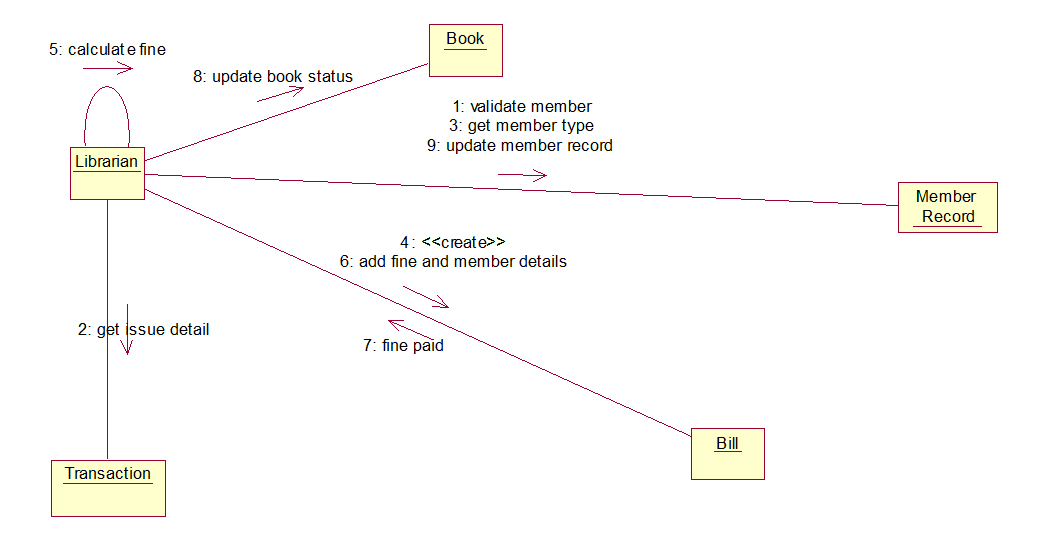 Book
5: calculate fine
8: update book status
1: validate member
3: get member type
9: update member record
Librarian
Member
Record
4: <<create>>
6: add fine and member details
2: get issue detail
7: fine paid
Bill
Transaction